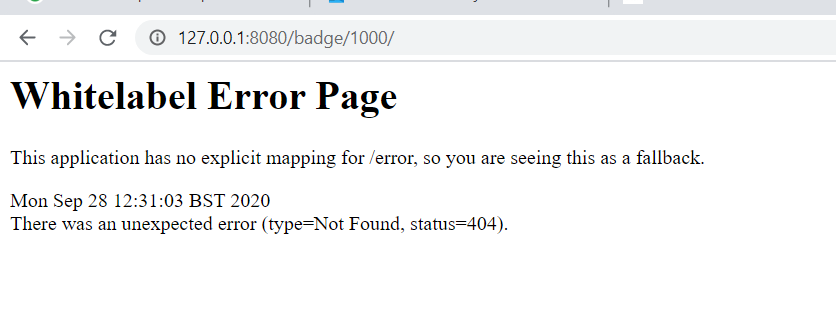 127.0.0.1:8080/badge/1000/
Whitelabel Error Page
This application has no explicit mapping for /error, so you are seeing this as a fallback.
Mon Sep 28 12:31:03 BST 2020
There was an unexpected error (type=Not Found, status=404).